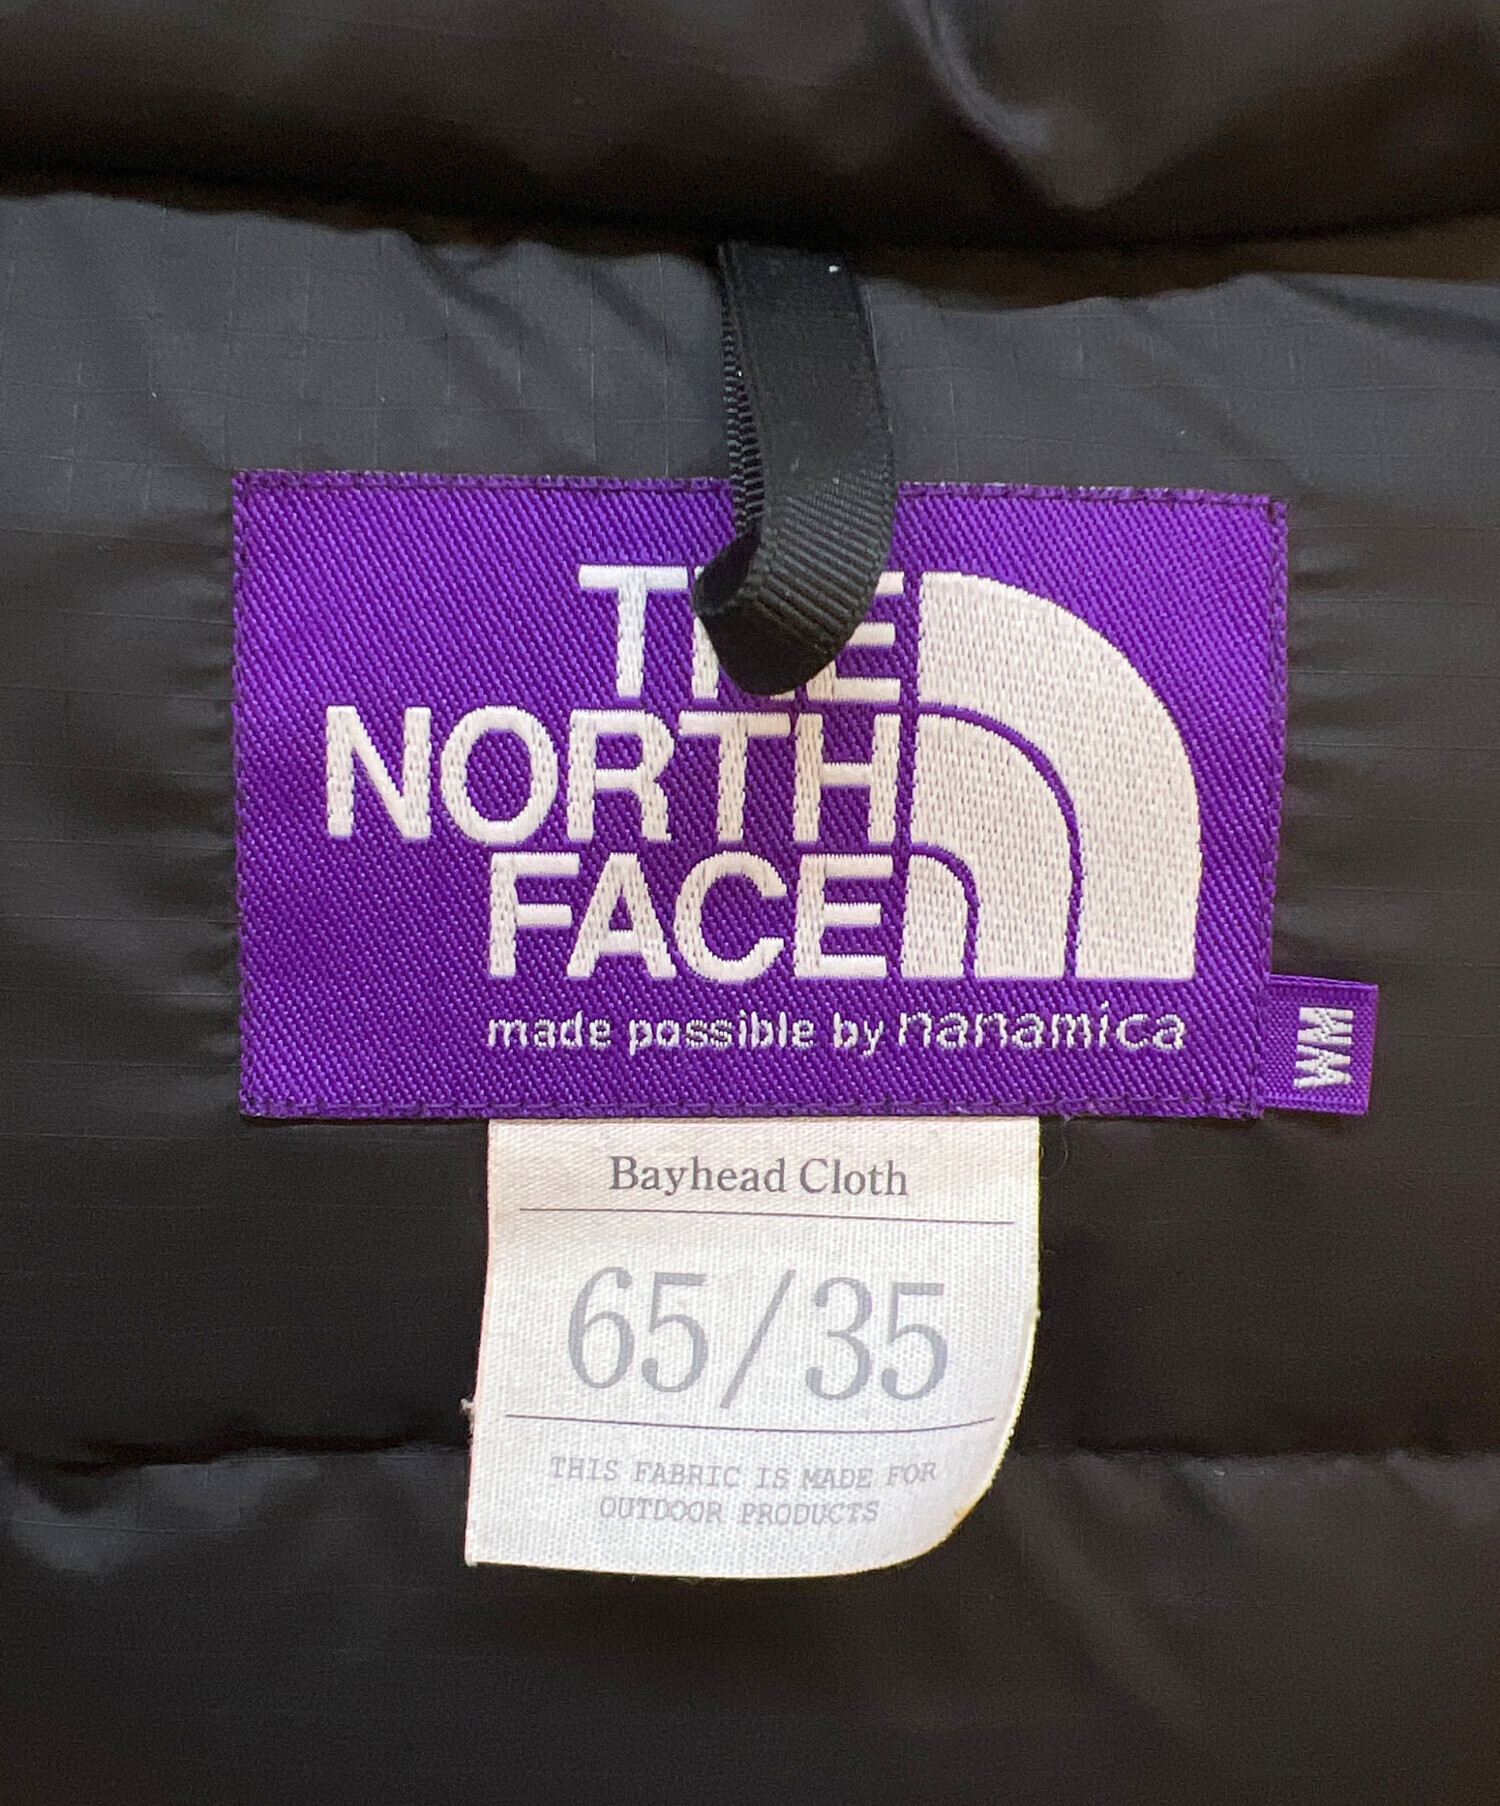 THE
NORTH
FACE
made possible by nanamica
WM
Bayhead Cloth
65/35
THIS FABRIC IS MADE FOR
OUTDOOR PRODUCTS